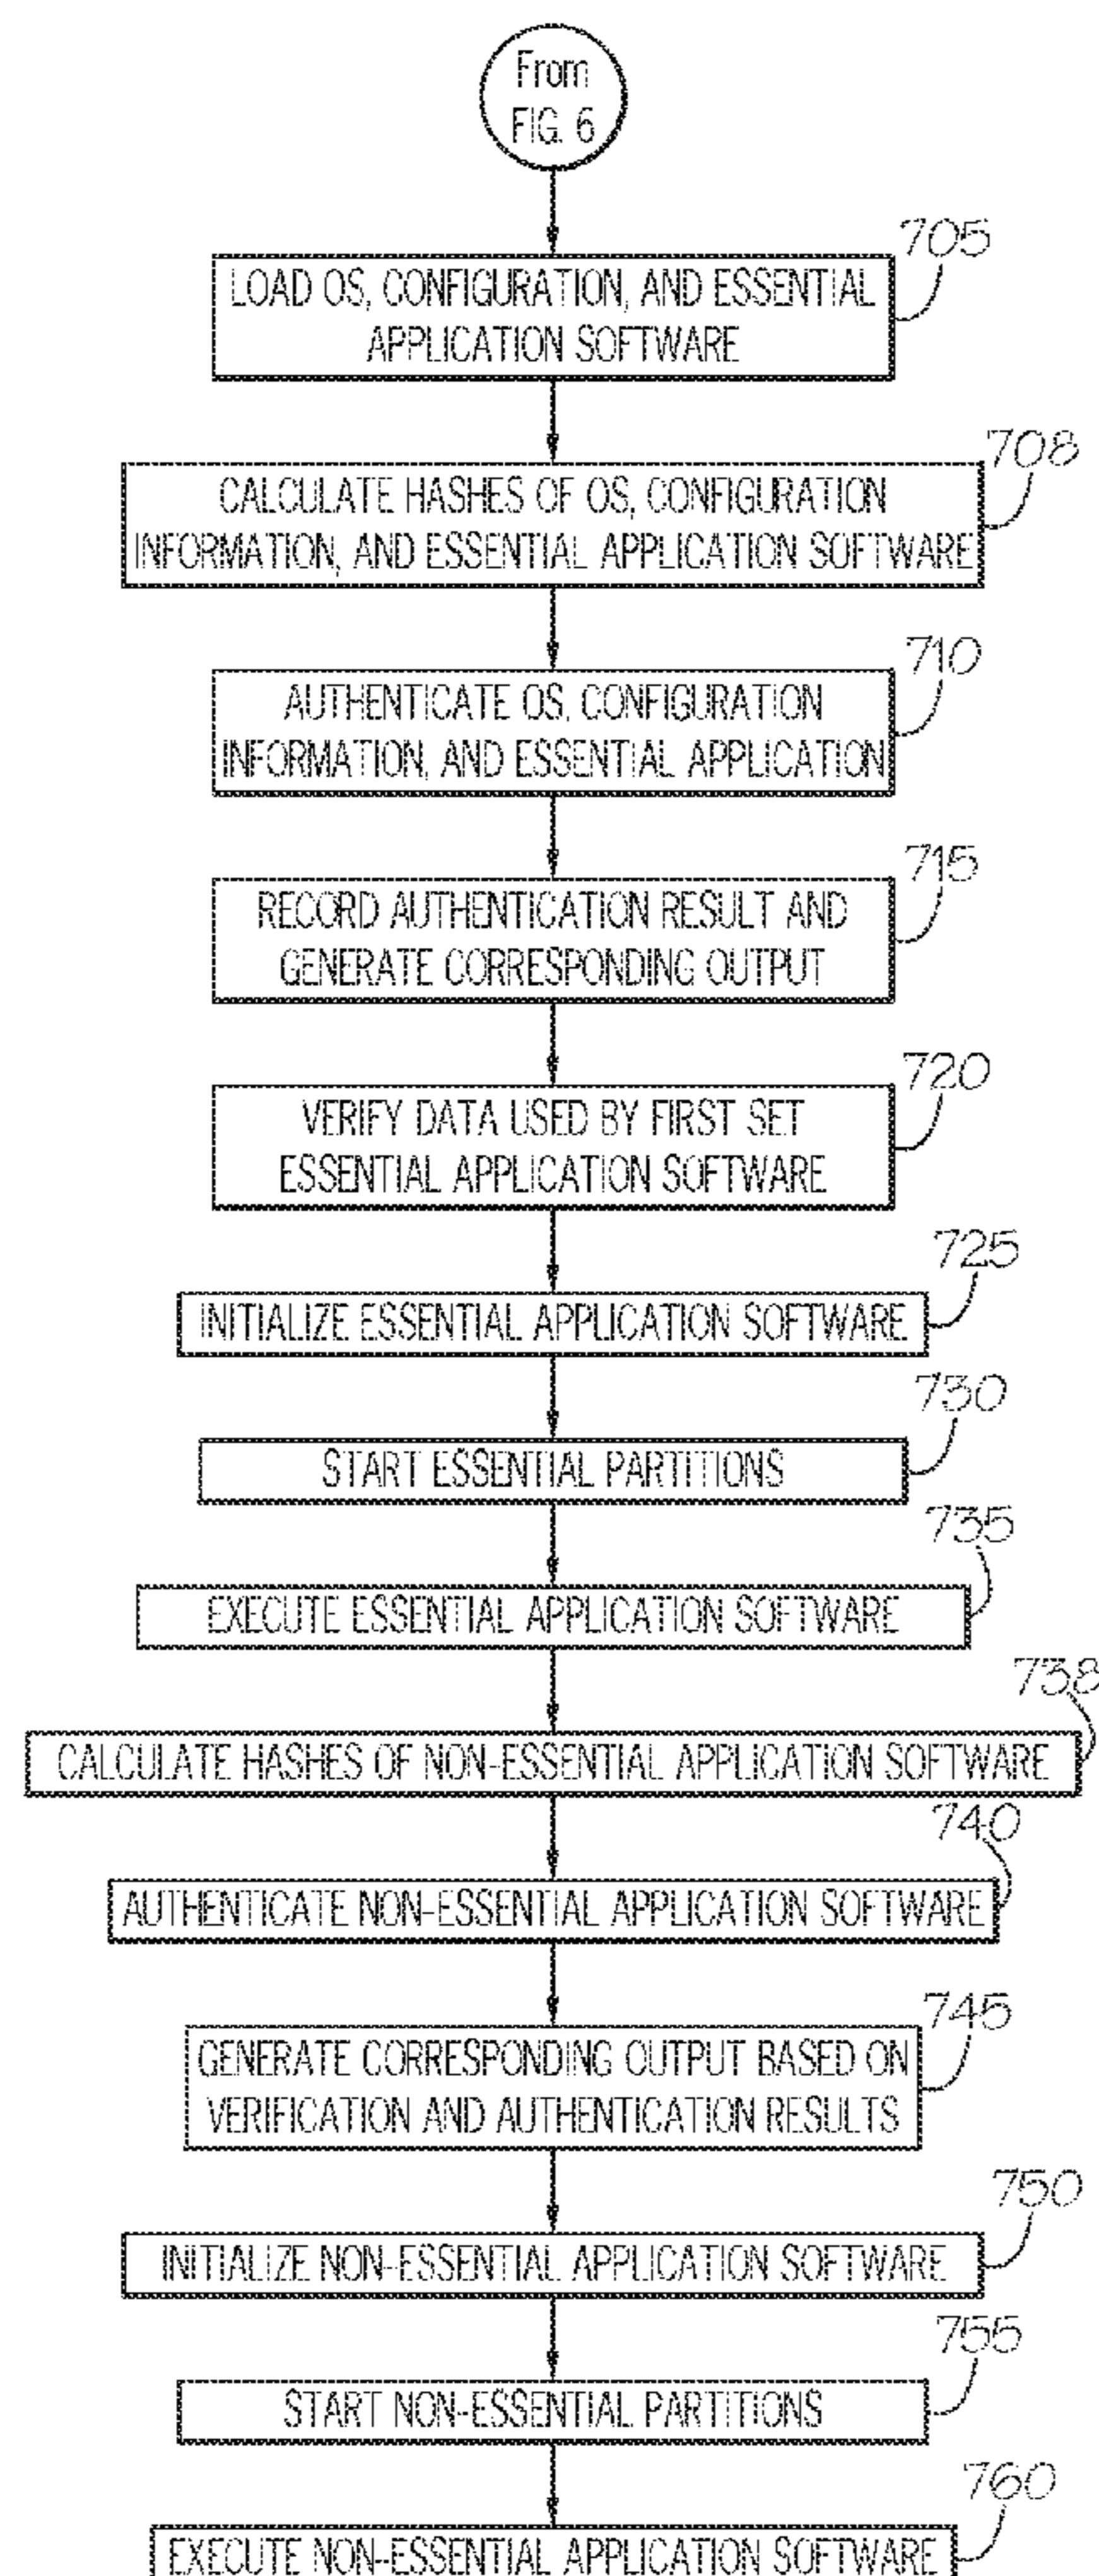 From
FIG. 6
705
LOAD OS, CONFIGURATION, AND ESSENTIAL
APPLICATION SOFTWARE
708
CALCULATE HASHES OF OS, CONFIGURATION
INFORMATION, AND ESSENTIAL APPLICATION SOFTWARE
710
AUTHENTICATE OS, CONFIGURATION
INFORMATION, AND ESSENTIAL APPLICATION
715
RECORD AUTHENTICATION RESULT AND
GENERATE CORRESPONDING OUTPUT
720
VERIFY DATA USED BY FIRST SET
ESSENTIAL APPLICATION SOFTWARE
725
INITIALIZE ESSENTIAL APPLICATION SOFTWARE
730
START ESSENTIAL PARTITIONS
735
EXECUTE ESSENTIAL APPLICATION SOFTWARE
738
CALCULATE HASHES OF NON-ESSENTIAL APPLICATION SOFTWARE
740
AUTHENTICATE NON-ESSENTIAL APPLICATION SOFTWARE
745
GENERATE CORRESPONDING OUTPUT BASED ON
VERIFICATION AND AUTHENTICATION RESULTS
750
INITIALIZE NON-ESSENTIAL APPLICATION SOFTWARE
755
START NON-ESSENTIAL PARTITIONS
760
EXECUTE NON-ESSENTIAL APPLICATION SOFTWARE